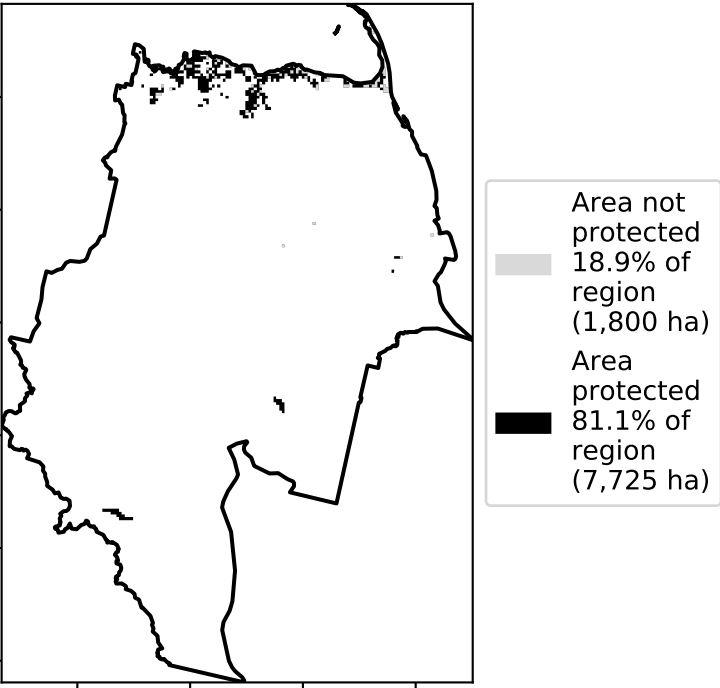 Area not
protected
18.9% of
region
(1,800 ha)
Area
protected
81.1% of
region
(7,725 ha)